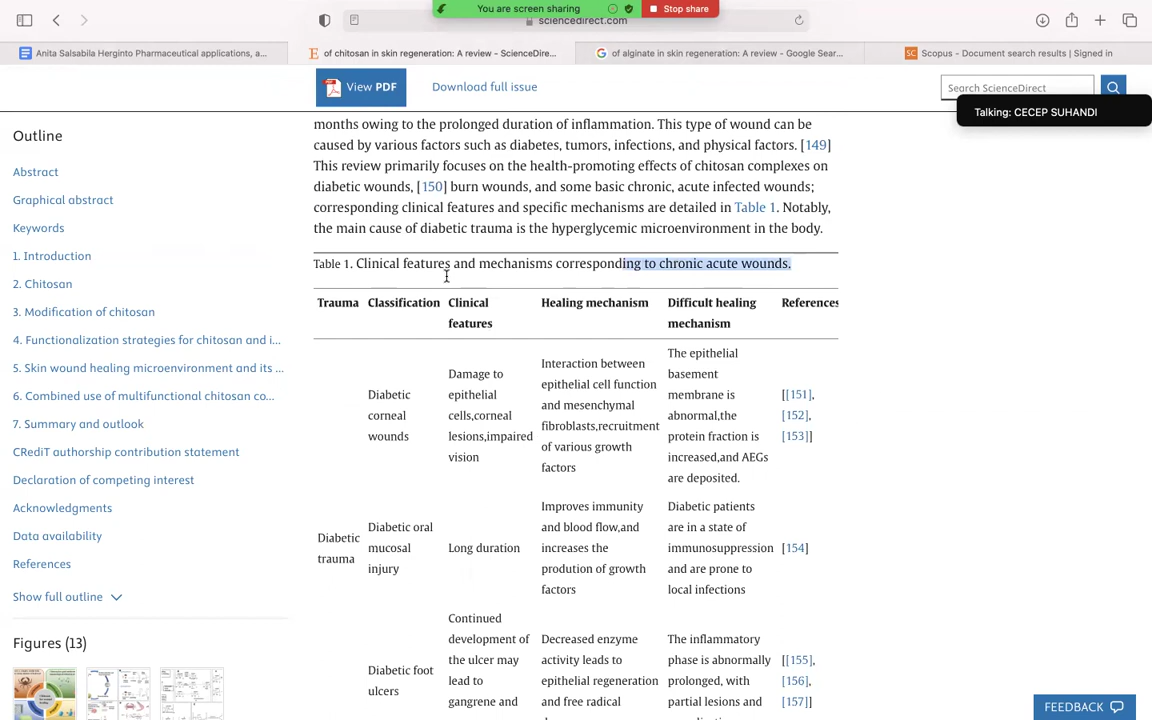 You are screen sharing
Stop share
sciencedirect.com
Anita Salsabila Herginto Pharmaceutical applications, a...
of chitosan in skin regeneration: A review - ScienceDire...
of alginate in skin regeneration: A review - Google Sear...
Scopus - Document search results | Signed in
View PDF
Download full issue
Search ScienceDirect
Talking: CECEP SUHANDI
Outline
Abstract
Graphical abstract
Keywords
1. Introduction
2. Chitosan
3. Modification of chitosan
4. Functionalization strategies for chitosan and i...
5. Skin wound healing microenvironment and its ...
6. Combined use of multifunctional chitosan co...
7. Summary and outlook
CRediT authorship contribution statement
Declaration of competing interest
Acknowledgments
Data availability
References
Show full outline
Figures (13)
months owing to the prolonged duration of inflammation. This type of wound can be
caused by various factors such as diabetes, tumors, infections, and physical factors. [149]
This review primarily focuses on the health-promoting effects of chitosan complexes on
diabetic wounds, [150] burn wounds, and some basic chronic, acute infected wounds;
corresponding clinical features and specific mechanisms are detailed in Table 1. Notably,
the main cause of diabetic trauma is the hyperglycemic microenvironment in the body.
Table 1. Clinical features and mechanisms corresponding to chronic acute wounds.
Trauma
Classification
Clinical
features
Healing mechanism
Difficult healing
mechanism
References
Diabetic
trauma
Diabetic
corneal
wounds
Damage to
epithelial
cells,corneal
lesions,impaired
vision
Interaction between
epithelial cell function
and mesenchymal
fibroblasts,recruitment
of various growth
factors
The epithelial
basement
membrane is
abnormal,the
protein fraction is
increased,and AEGs
are deposited.
[[151],
[152],
[153]]
Diabetic oral
mucosal
injury
Long duration
Improves immunity
and blood flow,and
increases the
prodution of growth
factors
Diabetic patients
are in a state of
immunosuppression
and are prone to
local infections
[154]
Diabetic foot
ulcers
Continued
development of
the ulcer may
lead to
gangrene and
Decreased enzyme
activity leads to
epithelial regeneration
and free radical
The inflammatory
phase is abnormally
prolonged, with
partial lesions and
[[155],
[156],
[157]]
FEEDBACK